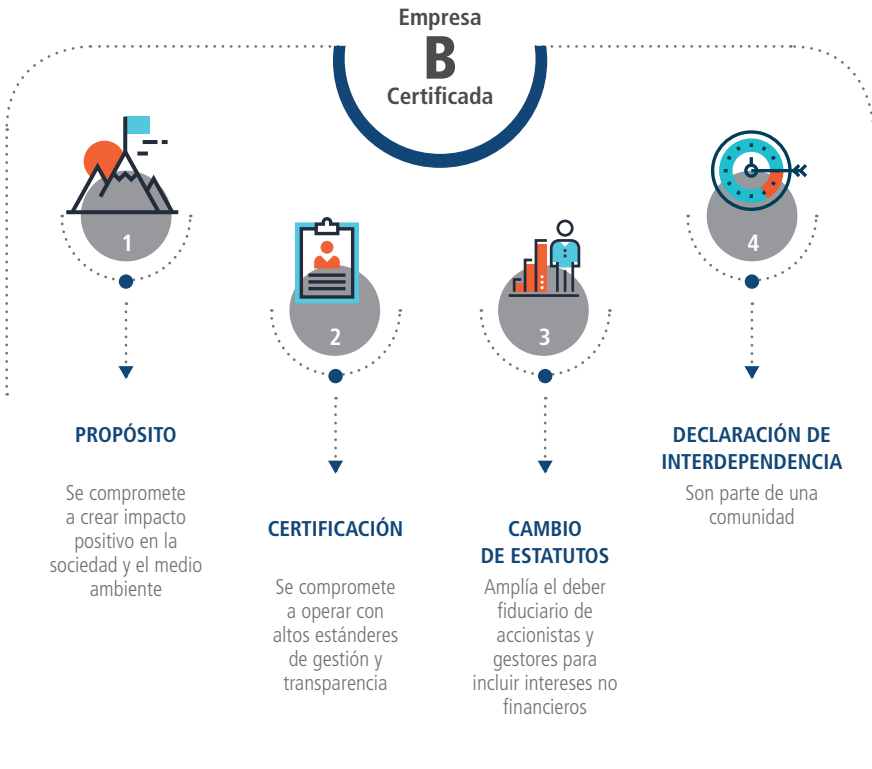 Empresa
B
Certificada
1
PROPÓSITO
Se compromete
a crear impacto
positivo en la
sociedad y el medio
ambiente
2
CERTIFICACIÓN
Se compromete
a operar con
altos estánderes
de gestión y
transparencia
3
CAMBIO
DE ESTATUTOS
Amplía el deber
fiduciario de
accionistas y
gestores para
incluir intereses no
financieros
4
DECLARACIÓN DE
INTERDEPENDENCIA
Son parte de una
comunidad